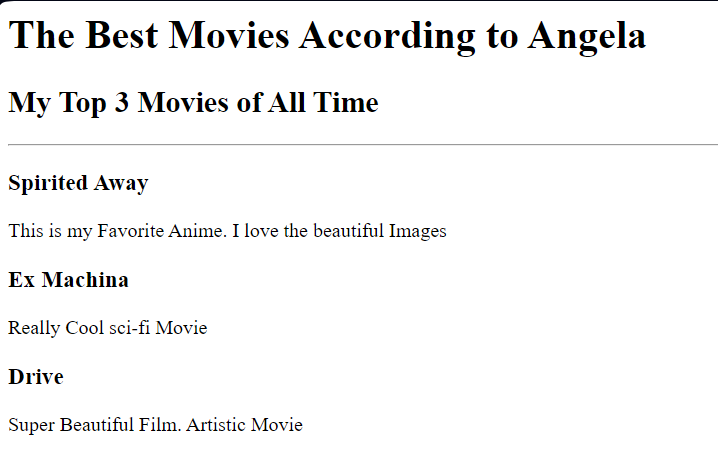 The Best Movies According to Angela
My Top 3 Movies of All Time
Spirited Away
This is my Favorite Anime. I love the beautiful Images
Ex Machina
Really Cool sci-fi Movie
Drive
Super Beautiful Film. Artistic Movie